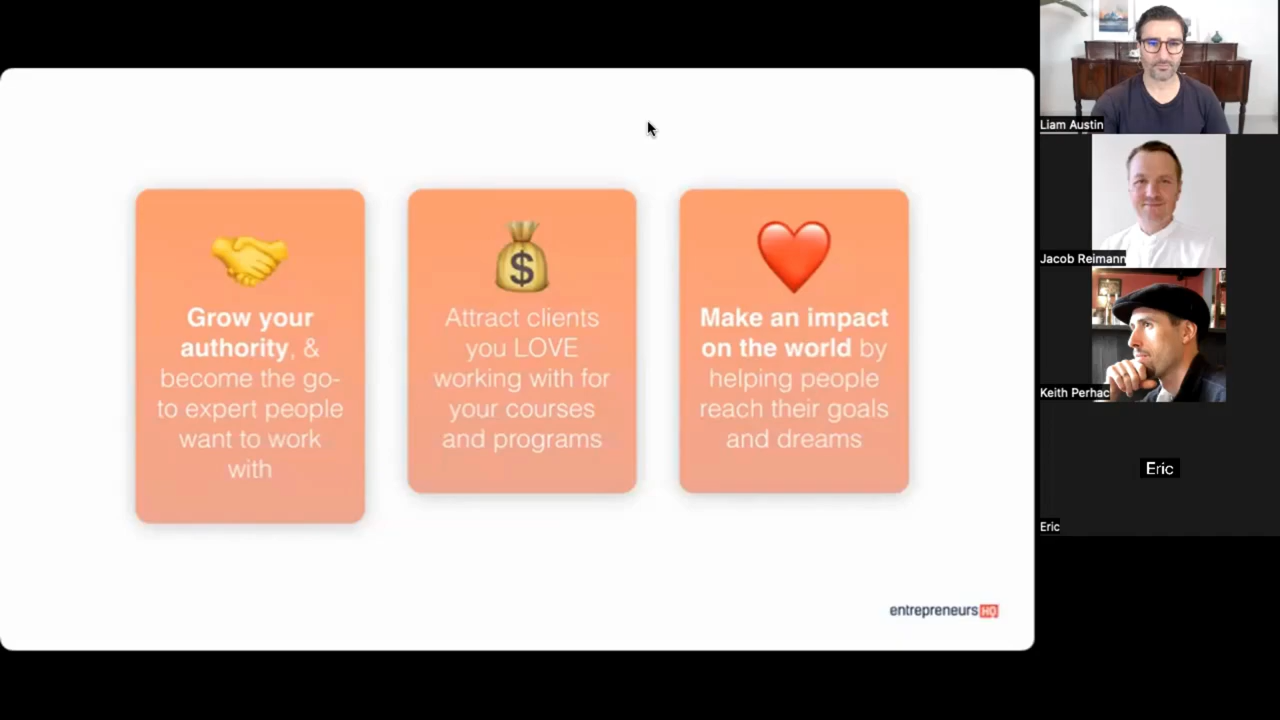 Grow your
authority, &
become the go-
to expert people
want to work
with
Attract clients
you LOVE
working with for
your courses
and programs
Make an impact
on the world by
helping people
reach their goals
and dreams
entrepreneurs HQ
Liam Austin
Jacob Reimann
Keith Perhac
Eric
Eric